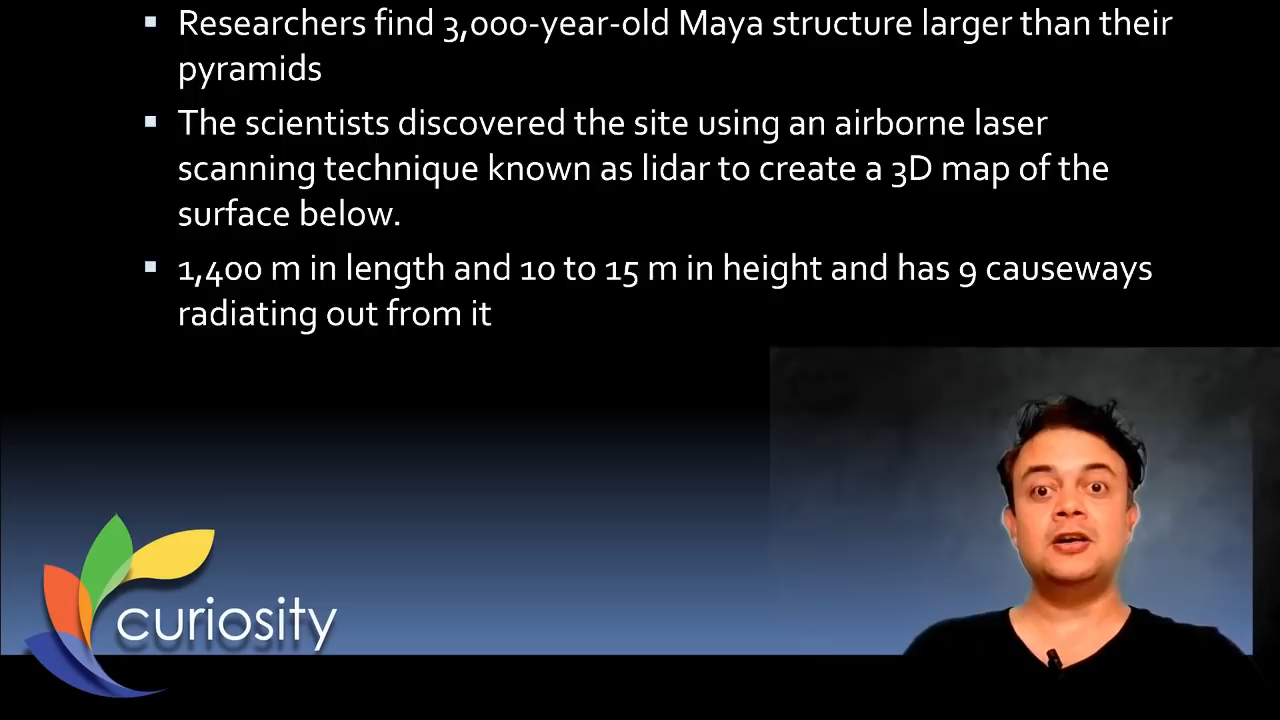 Researchers find 3,000-year-old Maya structure larger than their
pyramids
The scientists discovered the site using an airborne laser
scanning technique known as lidar to create a 3D map of the
surface below.
1,400 m in length and 10 to 15 m in height and has 9 causeways
radiating out from it
curiosity